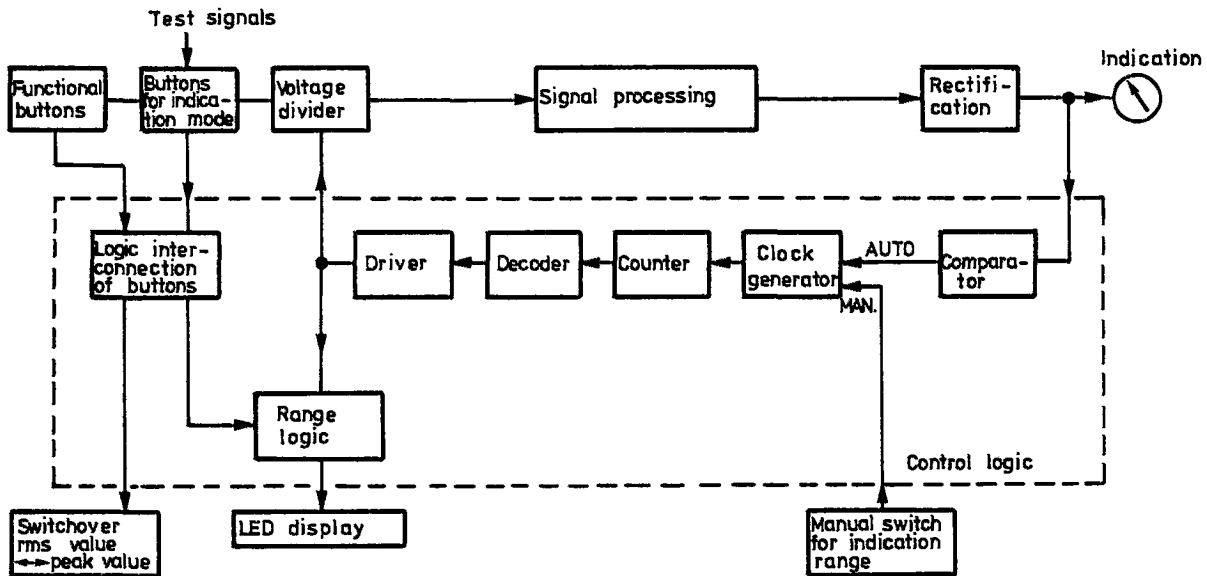 Test signals
Indication
Functional
buttons
Buttons
for indica-
tion mode
Voltage
divider
Signal processing
Rectifi-
cation
Logic inter-
connection
of buttons
Driver
Decoder
Counter
Clock
generator
AUTO
MAN.
Compara-
tor
Range
logic
Control logic
Switchover
rms value
↔peak value
LED display
Manual switch
for indication
range